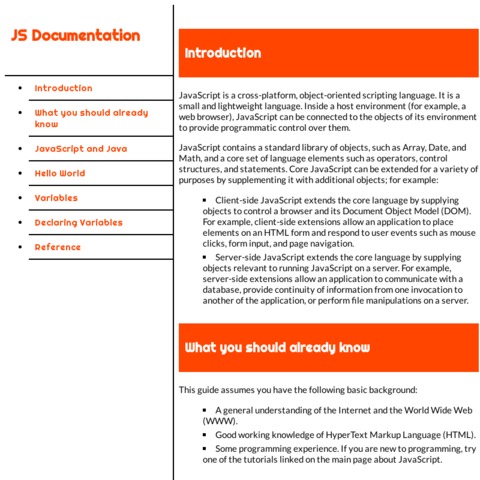 JS Documentation
Introduction
What you should already
know
JavaScript and Java
Hello World
Variables
Declaring Variables
Reference
Introduction
JavaScript is a cross-platform, object-oriented scripting language. It is a
small and lightweight language. Inside a host environment (for example, a
web browser), JavaScript can be connected to the objects of its environment
to provide programmatic control over them.
JavaScript contains a standard library of objects, such as Array, Date, and
Math, and a core set of language elements such as operators, control
structures, and statements. Core JavaScript can be extended for a variety of
purposes by supplementing it with additional objects; for example:
Client-side JavaScript extends the core language by supplying
objects to control a browser and its Document Object Model (DOM).
For example, client-side extensions allow an application to place
elements on an HTML form and respond to user events such as mouse
clicks, form input, and page navigation.
Server-side JavaScript extends the core language by supplying
objects relevant to running JavaScript on a server. For example,
server-side extensions allow an application to communicate with a
database, provide continuity of information from one invocation to
another of the application, or perform file manipulations on a server.
What you should already know
This guide assumes you have the following basic background:
A general understanding of the Internet and the World Wide Web
(WWW).
Good working knowledge of HyperText Markup Language (HTML).
Some programming experience. If you are new to programming, try
one of the tutorials linked on the main page about JavaScript.